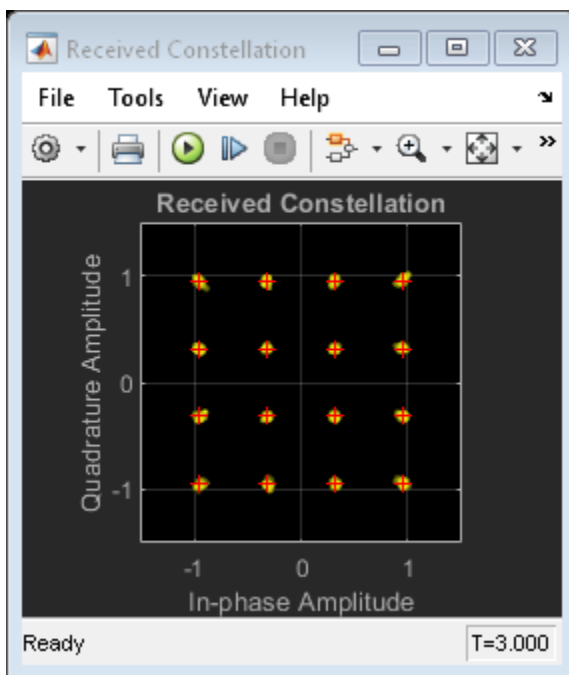 Received Constellation
File Tools View Help
Received Constellation
Quadrature Amplitude
1
0
-1
-1 0 1
In-phase Amplitude
Ready T=3.000